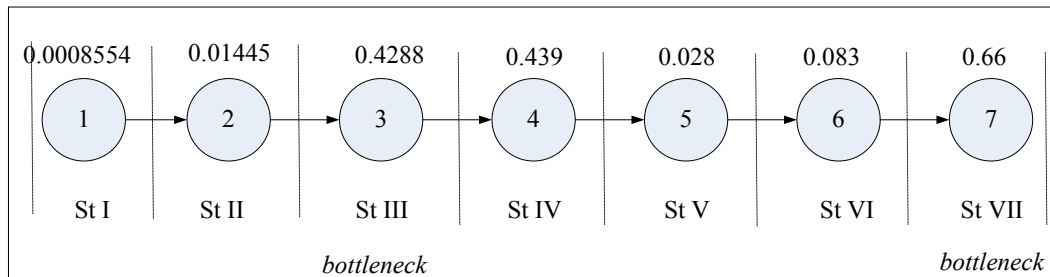 0.0008554 0.01445 0.4288 0.439 0.028 0.083 0.66
1 2 3 4 5 6 7
St I St II St III St IV St V St VI St VII
bottleneck bottleneck